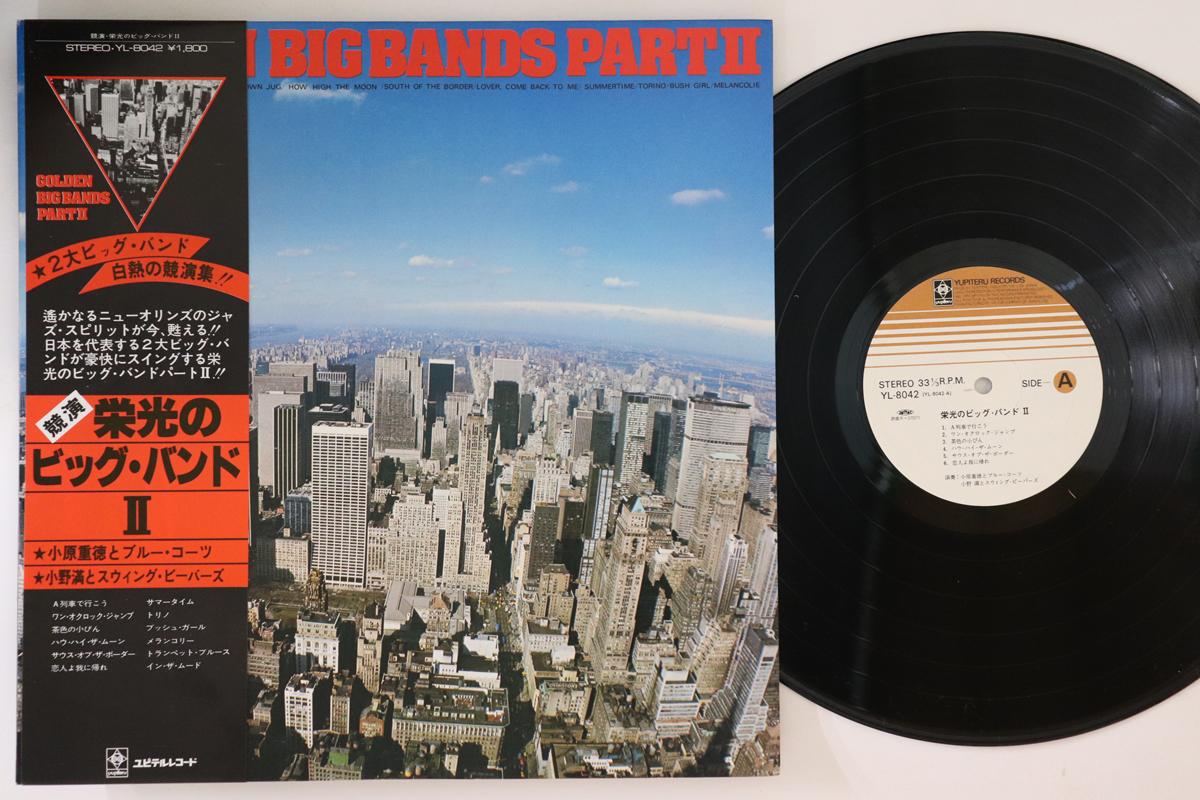 競演・栄光のビッグ・バンドII
STEREO・YL-8042 ¥1,800
GOLDEN
BIG BANDS
PART II
★2大ビッグ・バンド
白熱の競演集!!
遙かなるニューオリンズのジャ
ズ・スピリットが今、甦える!!
日本を代表する2大ビッグ・バ
ンドが豪快にスイングする栄
光のビッグ・バンドパートII!!
競演
栄光の
ビッグ・バンド
II
★小原重徳とブルー・コーツ
★小野満とスウィング・ビーバーズ
A列車で行こう
ワン・オクロック・ジャンプ
茶色の小びん
ハウ・ハイ・ザ・ムーン
サウス・オブ・ザ・ボーダー
恋人よ我に帰れ
サマータイム
トリノ
ブッシュ・ガール
メランコリー
トランペット・ブルース
イン・ザ・ムード
yupiteru
ユピテルレコード
BIG BANDS PART II
OWN JUG/HOW HIGH THE MOON/SOUTH OF THE BORDER LOVER, COME BACK TO ME/SUMMERTIME/TORINO/BUSH GIRL/MELANCOLIE
YUPITERU RECORDS
STEREO 33 1/3 R.P.M.
YL-8042 (YL-8042-A)
SIDE—A
栄光のビッグ・バンド II
1. A列車で行こう
2. ワン・オクロック・ジャンプ
3. 茶色の小びん
4. ハウ・ハイ・ザ・ムーン
5. サウス・オブ・ザ・ボーダー
6. 恋人よ我に帰れ
演奏:小原重徳とブルー・コーツ
小野 満とスウィング・ビーバーズ